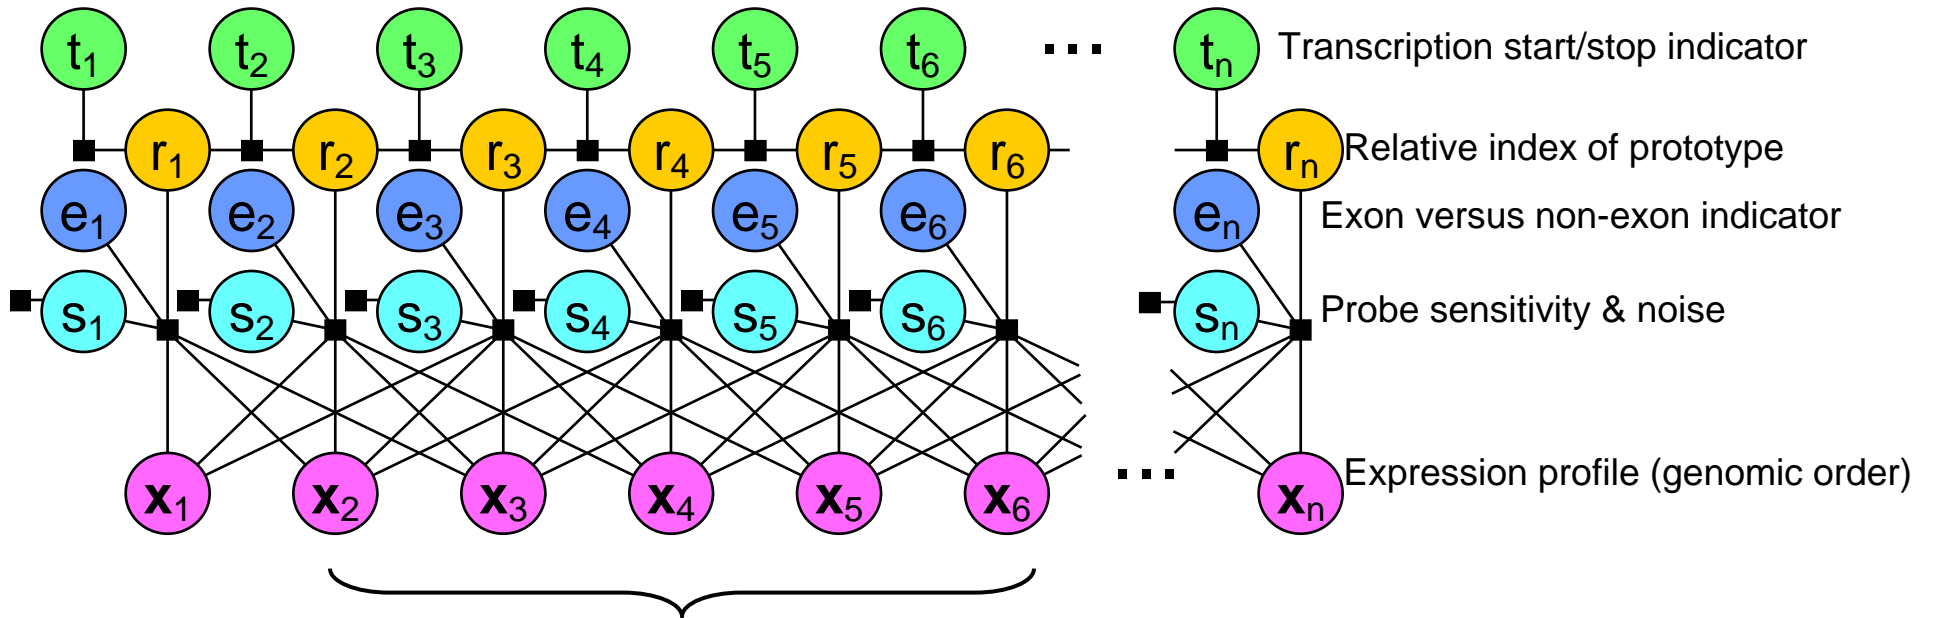 t1 t2 t3 t4 t5 t6 ... tn Transcription start/stop indicator
r1 r2 r3 r4 r5 r6 rn Relative index of prototype
e1 e2 e3 e4 e5 e6 en Exon versus non-exon indicator
s1 s2 s3 s4 s5 s6 sn Probe sensitivity & noise
x1 x2 x3 x4 x5 x6 ... xn Expression profile (genomic order)